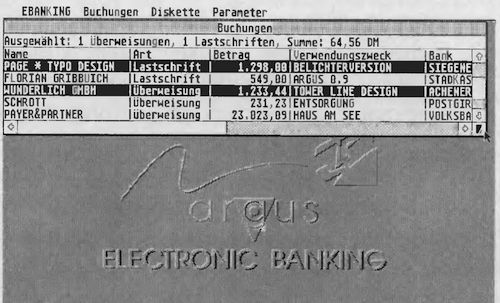 EBANKING Buchungen Diskette Parameter
Buchungen
Ausgewählt: 1 Überweisungen, 1 Lastschriften, Summe: 64,56 DM
Name |Art |Betrag |Verwendungszweck |Bank
PAGE * TYPO DESIGN |Lastschrift | 1.298,00|BELICHTERVERSION |SIEGENE
FLORIAN GRIBBUICH |Lastschrift | 549,00|ARGUS 0.9 |STADKAS
WUNDERLICH GMBH |Überweisung | 1.233,44|TOWER LINE DESIGN |ACHENER
SCHROTT |Überweisung | 231,23|ENTSORGUNG |POSTGIR
PAYER&PARTNER |Überweisung | 23.023,09|HAUS AM SEE |VOLKSBA
argus
ELECTRONIC BANKING